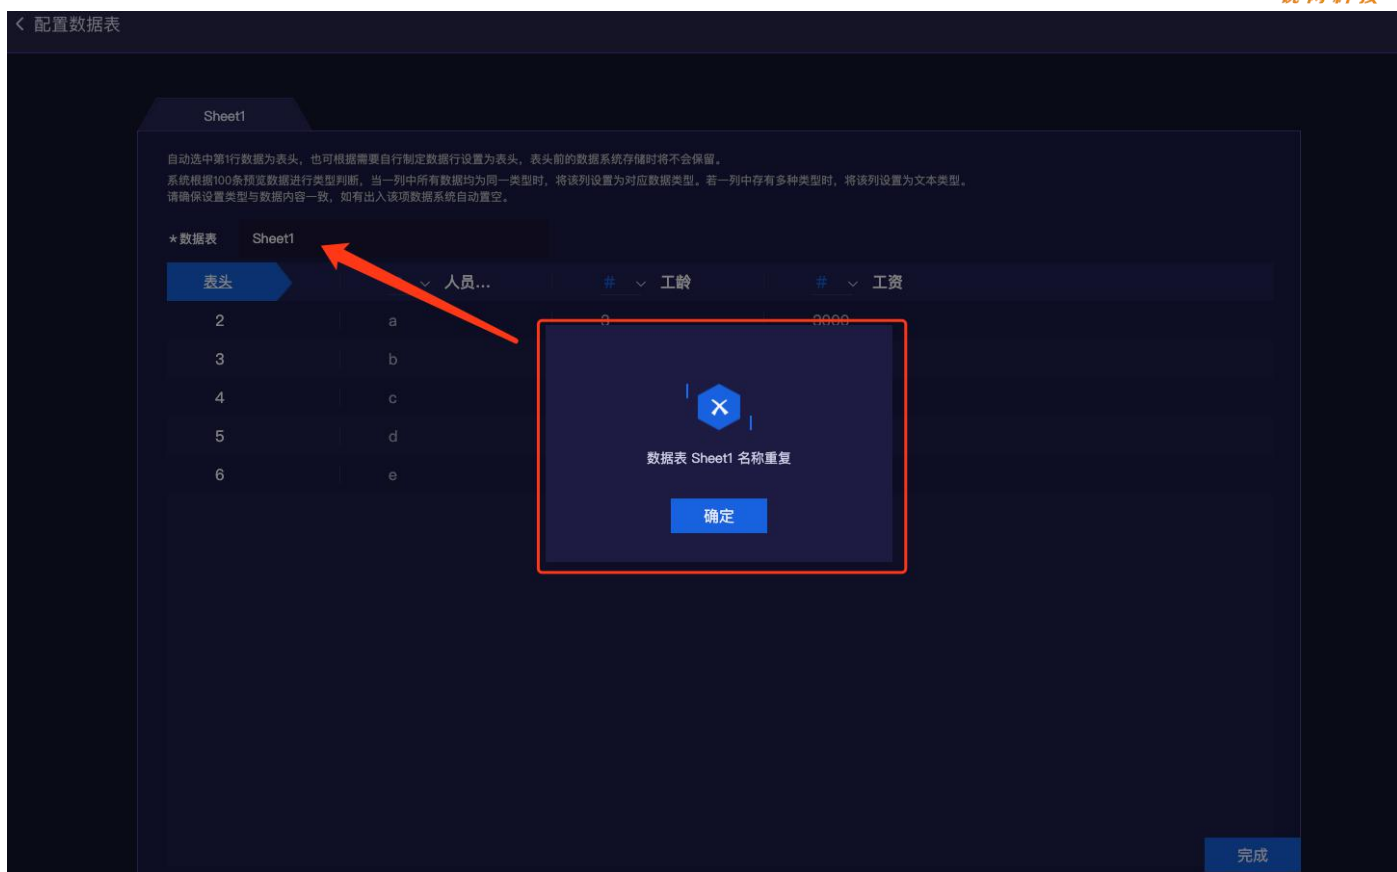 配置数据表
Sheet1
自动选中第1行数据为表头，也可根据需要自行制定数据行设置为表头，表头前的数据系统存储时将不会保留。
系统根据100条预览数据进行类型判断，当一列中所有数据均为同一类型时，将该列设置为对应数据类型。若一列中存有多种类型时，将该列设置为文本类型。
请确保设置类型与数据内容一致，如有出入该项数据系统自动置空。
*数据表 Sheet1
表头 人员... # 工龄 # 工资
2 a 3 3000
3 b
4 c
5 d
6 e
数据表 Sheet1 名称重复
确定
完成